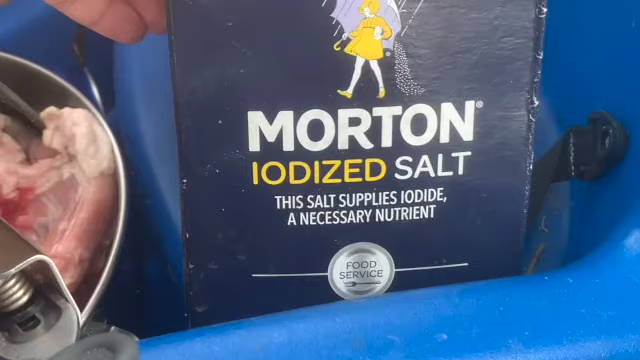 MORTON®
IODIZED SALT
THIS SALT SUPPLIES IODIDE,
A NECESSARY NUTRIENT
FOOD
SERVICE